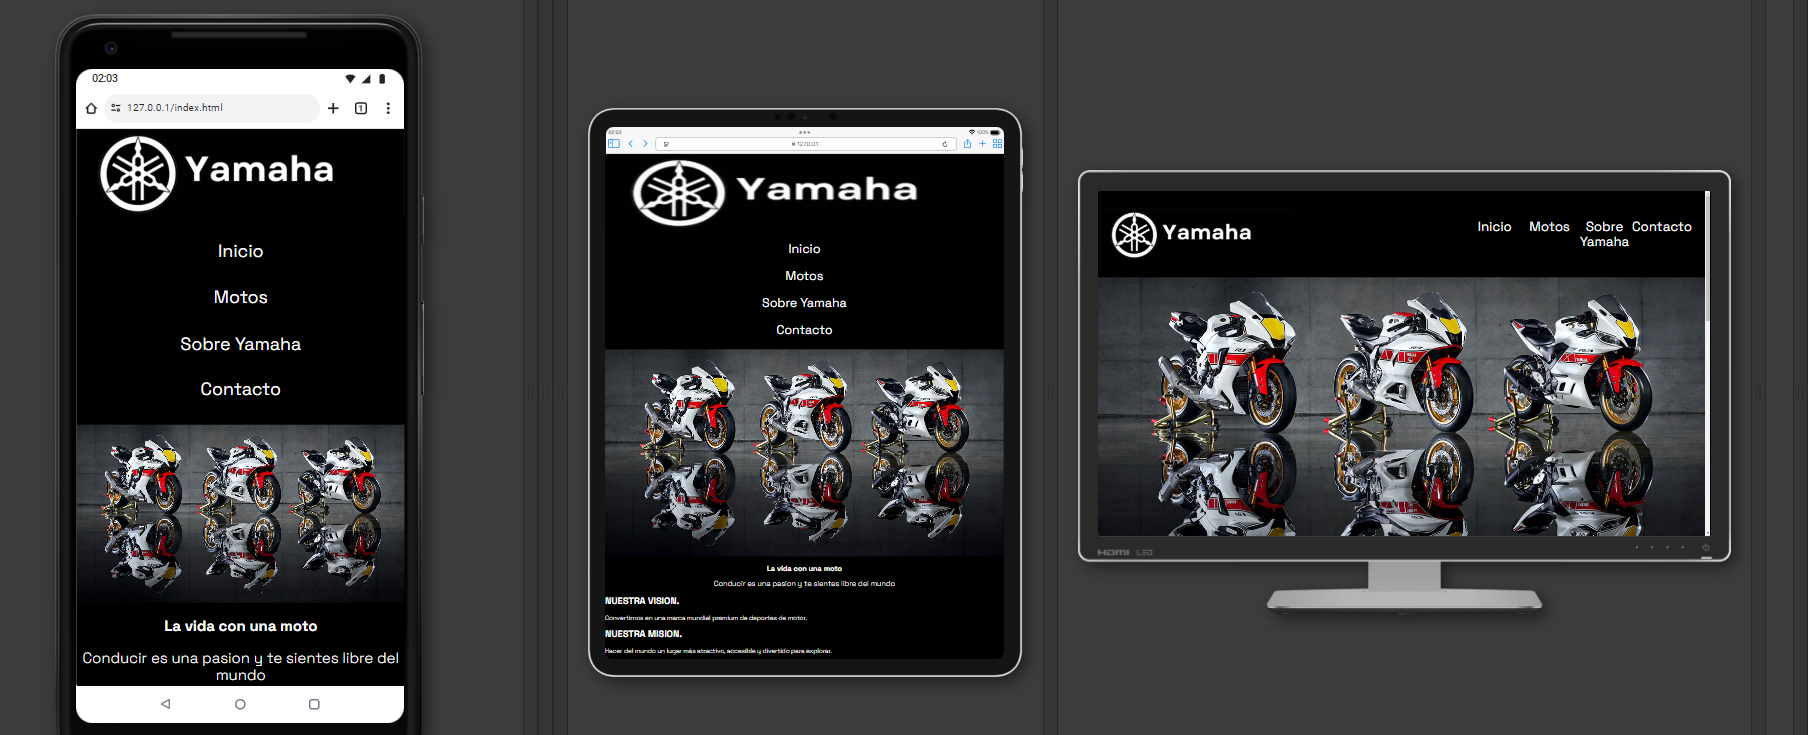 02:03
127.0.0.1/index.html
1
Yamaha
Inicio
Motos
Sobre Yamaha
Contacto
La vida con una moto
Conducir es una pasion y te sientes libre del
mundo
02:03
100%
127.0.0.1
Yamaha
Inicio
Motos
Sobre Yamaha
Contacto
La vida con una moto
Conducir es una pasion y te sientes libre del mundo
NUESTRA VISION.
Convertirnos en una marca mundial premium de deportes de motor.
NUESTRA MISION.
Hacer del mundo un lugar más atractivo, accesible y divertido para explorar.
Yamaha
Inicio Motos Sobre Contacto
Yamaha
HDMI LED